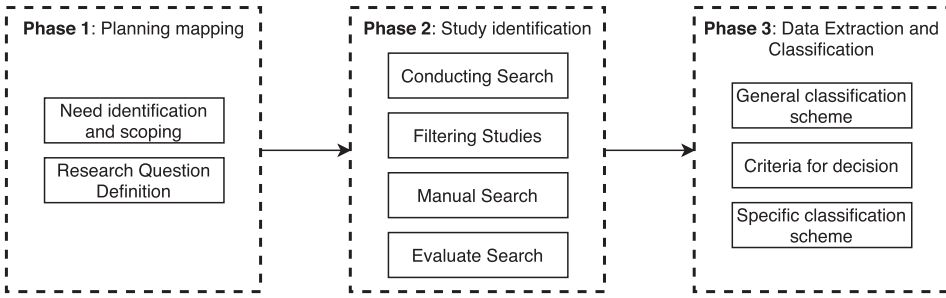 Phase 1: Planning mapping
Need identification
and scoping
Research Question
Definition
Phase 2: Study identification
Conducting Search
Filtering Studies
Manual Search
Evaluate Search
Phase 3: Data Extraction and
Classification
General classification
scheme
Criteria for decision
Specific classification
scheme